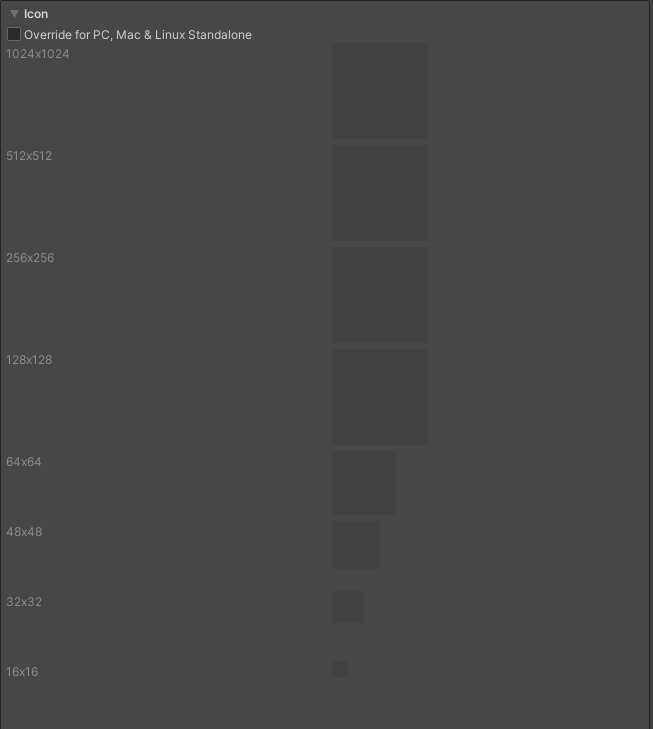 Icon
Override for PC, Mac & Linux Standalone
1024x1024
512x512
256x256
128x128
64x64
48x48
32x32
16x16